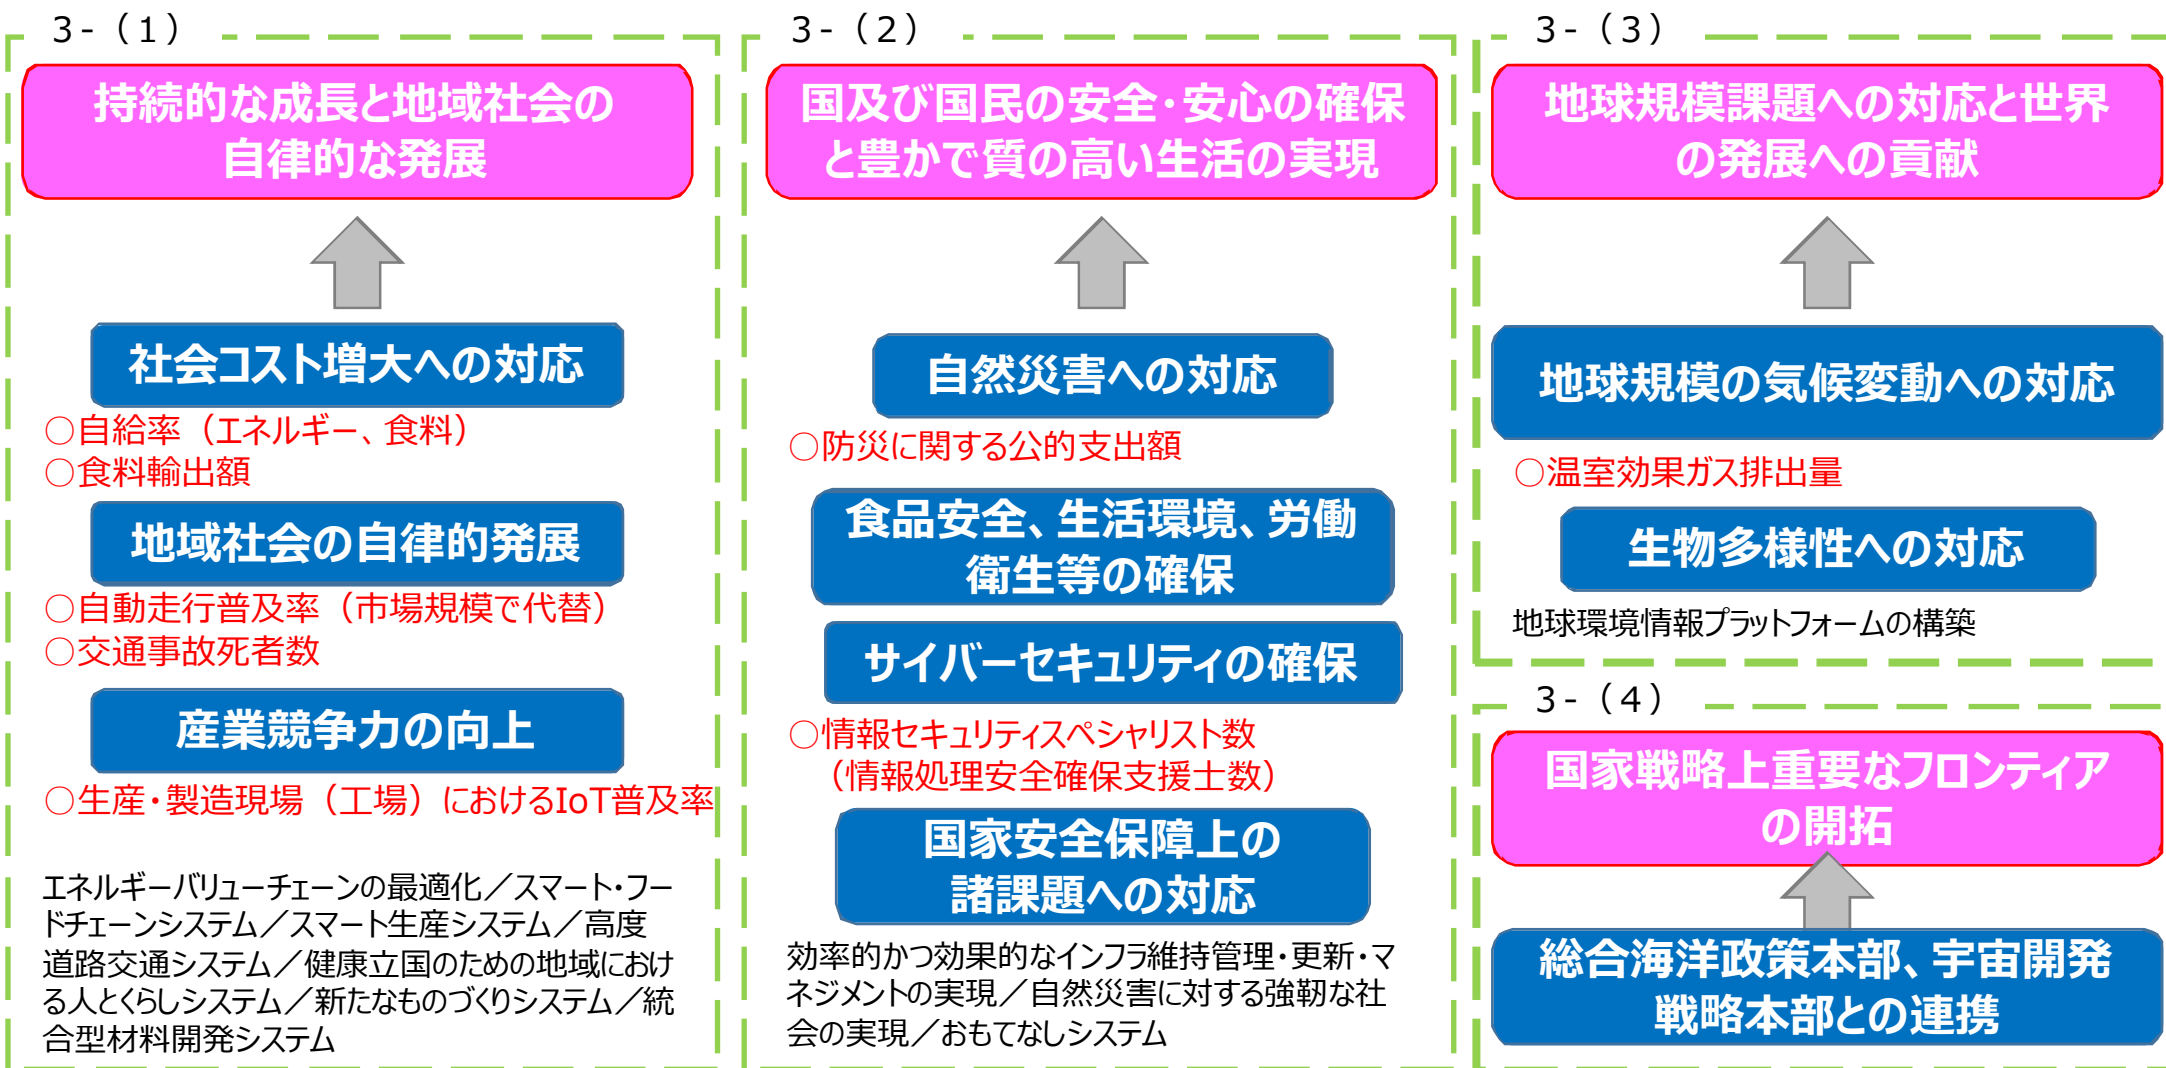 3-（1）
持続的な成長と地域社会の
自律的な発展
社会コスト増大への対応
○自給率（エネルギー、食料）
○食料輸出額
地域社会の自律的発展
○自動走行普及率（市場規模で代替）
○交通事故死者数
産業競争力の向上
○生産・製造現場（工場）におけるIoT普及率
エネルギーバリューチェーンの最適化／スマート・フー
ドチェーンシステム／スマート生産システム／高度
道路交通システム／健康立国のための地域におけ
る人とくらしシステム／新たなものづくりシステム／統
合型材料開発システム
3-（2）
国及び国民の安全・安心の確保
と豊かで質の高い生活の実現
自然災害への対応
○防災に関する公的支出額
食品安全、生活環境、労働
衛生等の確保
サイバーセキュリティの確保
○情報セキュリティスペシャリスト数
（情報処理安全確保支援士数）
国家安全保障上の
諸課題への対応
効率的かつ効果的なインフラ維持管理・更新・マ
ネジメントの実現／自然災害に対する強靭な社
会の実現／おもてなしシステム
3-（3）
地球規模課題への対応と世界
の発展への貢献
地球規模の気候変動への対応
○温室効果ガス排出量
生物多様性への対応
地球環境情報プラットフォームの構築
3-（4）
国家戦略上重要なフロンティア
の開拓
総合海洋政策本部、宇宙開発
戦略本部との連携